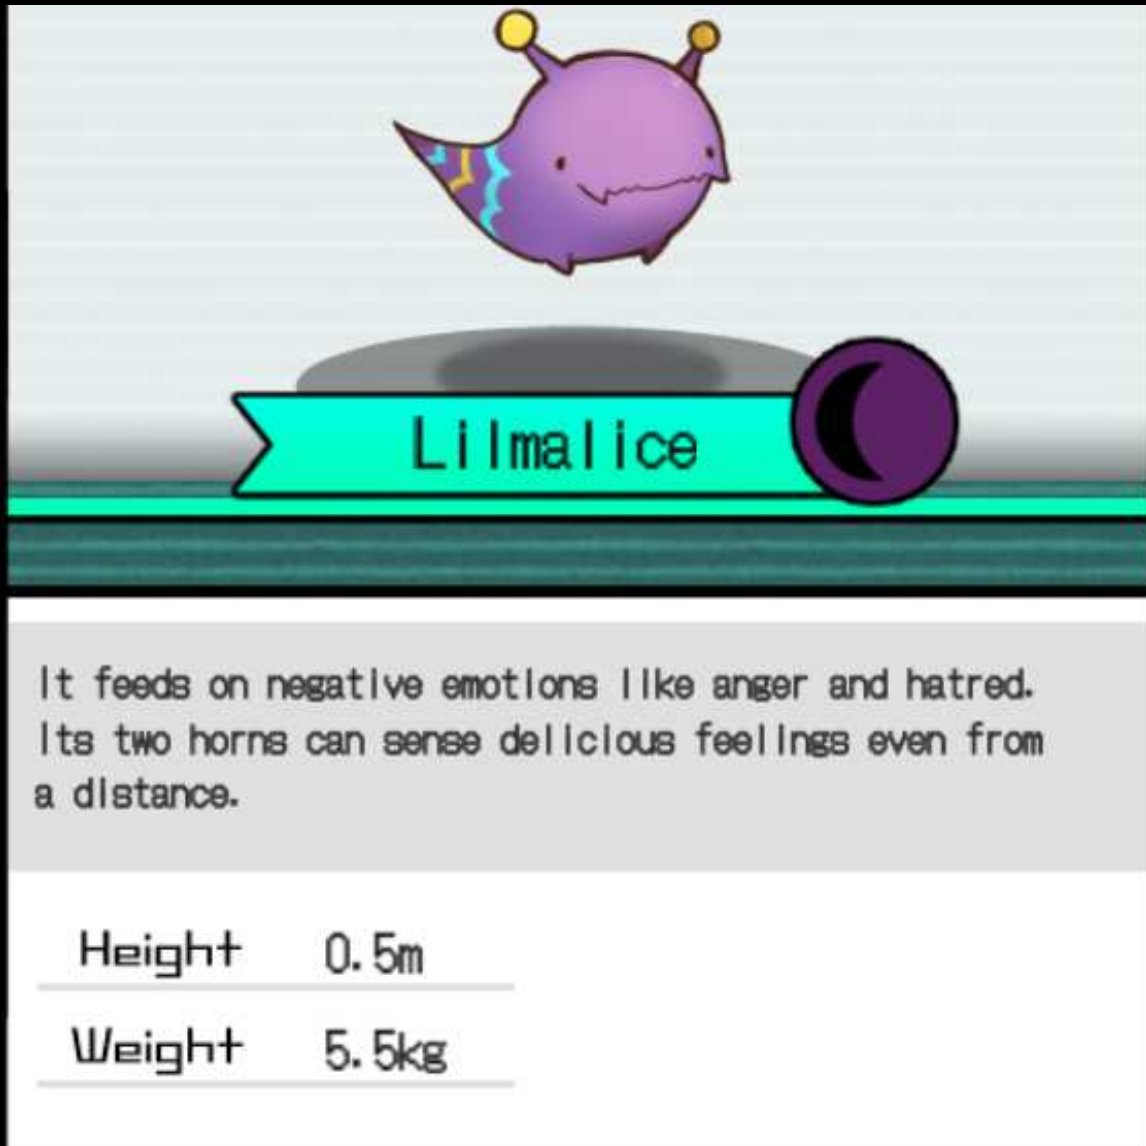 Lilmalice
It feeds on negative emotions like anger and hatred.
Its two horns can sense delicious feelings even from
a distance.
Height 0.5m
Weight 5.5kg